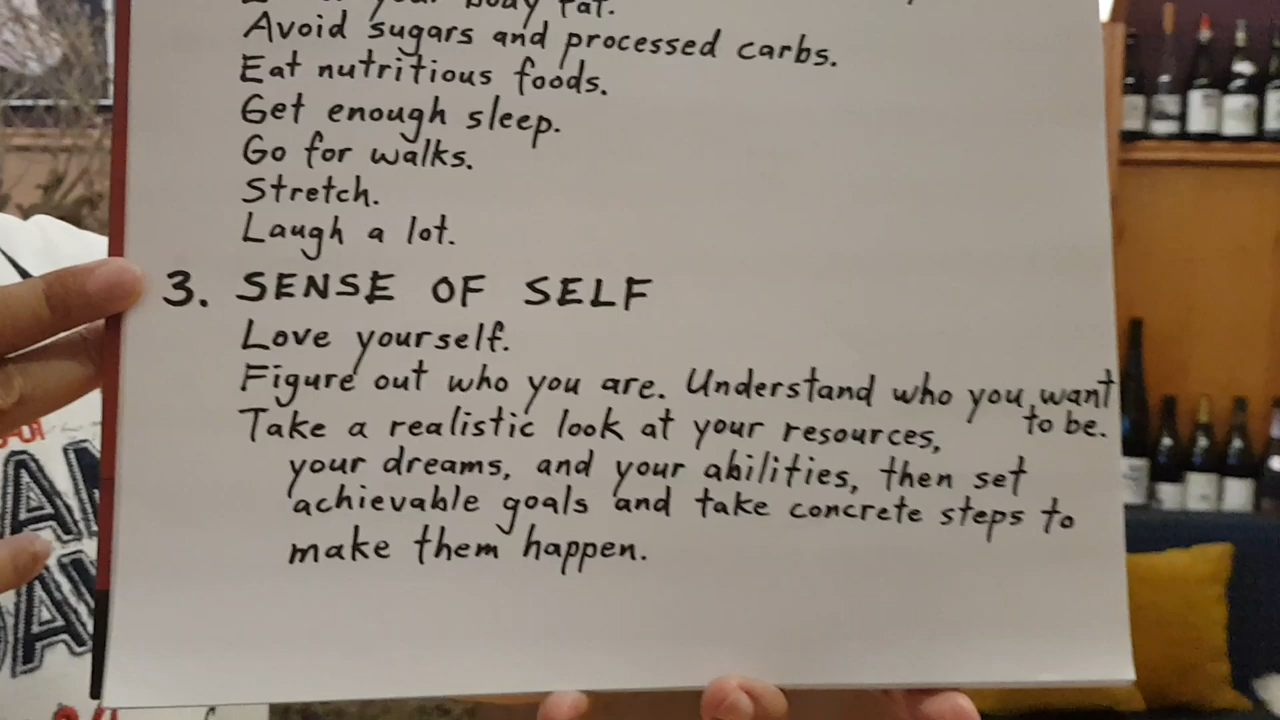 your body fat.
Avoid sugars and processed carbs.
Eat nutritious foods.
Get enough sleep.
Go for walks.
Stretch.
Laugh a lot.
3. SENSE OF SELF
Love yourself.
Figure out who you are. Understand who you want
to be.
Take a realistic look at your resources,
your dreams, and your abilities, then set
achievable goals and take concrete steps to
make them happen.